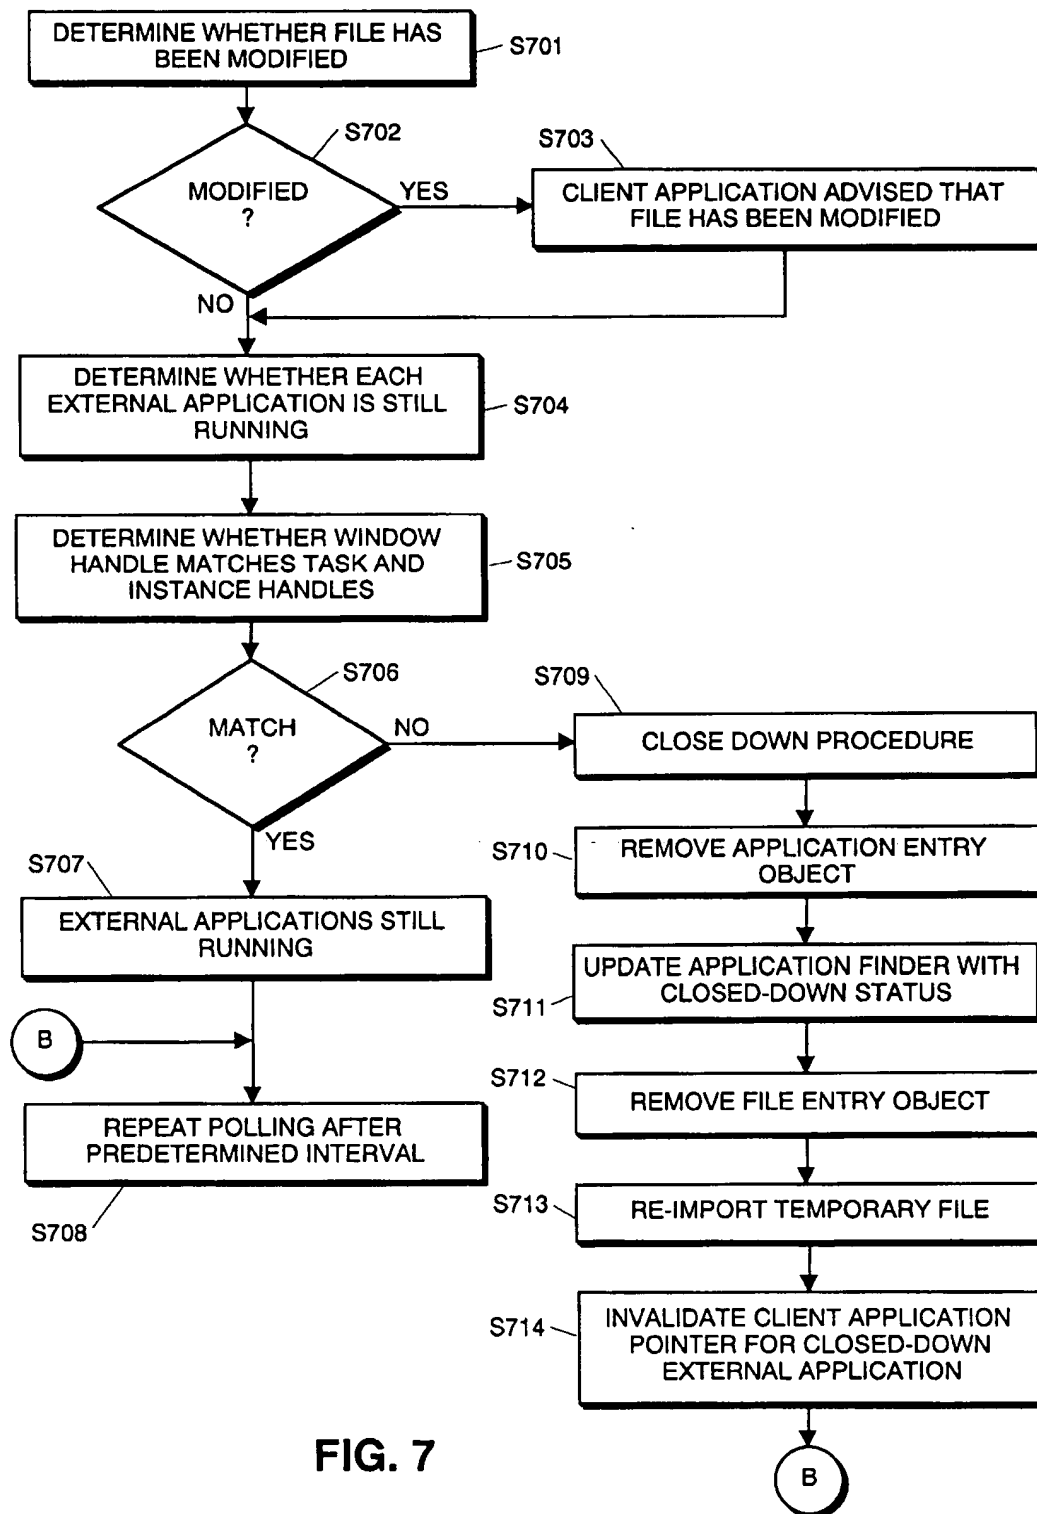 DETERMINE WHETHER FILE HAS
BEEN MODIFIED
S701
S702
MODIFIED
?
YES
NO
S703
CLIENT APPLICATION ADVISED THAT
FILE HAS BEEN MODIFIED
DETERMINE WHETHER EACH
EXTERNAL APPLICATION IS STILL
RUNNING
S704
DETERMINE WHETHER WINDOW
HANDLE MATCHES TASK AND
INSTANCE HANDLES
S705
S706
MATCH
?
NO
YES
S707
EXTERNAL APPLICATIONS STILL
RUNNING
B
REPEAT POLLING AFTER
PREDETERMINED INTERVAL
S708
S709
CLOSE DOWN PROCEDURE
S710
REMOVE APPLICATION ENTRY
OBJECT
S711
UPDATE APPLICATION FINDER WITH
CLOSED-DOWN STATUS
S712
REMOVE FILE ENTRY OBJECT
S713
RE-IMPORT TEMPORARY FILE
S714
INVALIDATE CLIENT APPLICATION
POINTER FOR CLOSED-DOWN
EXTERNAL APPLICATION
B
FIG. 7